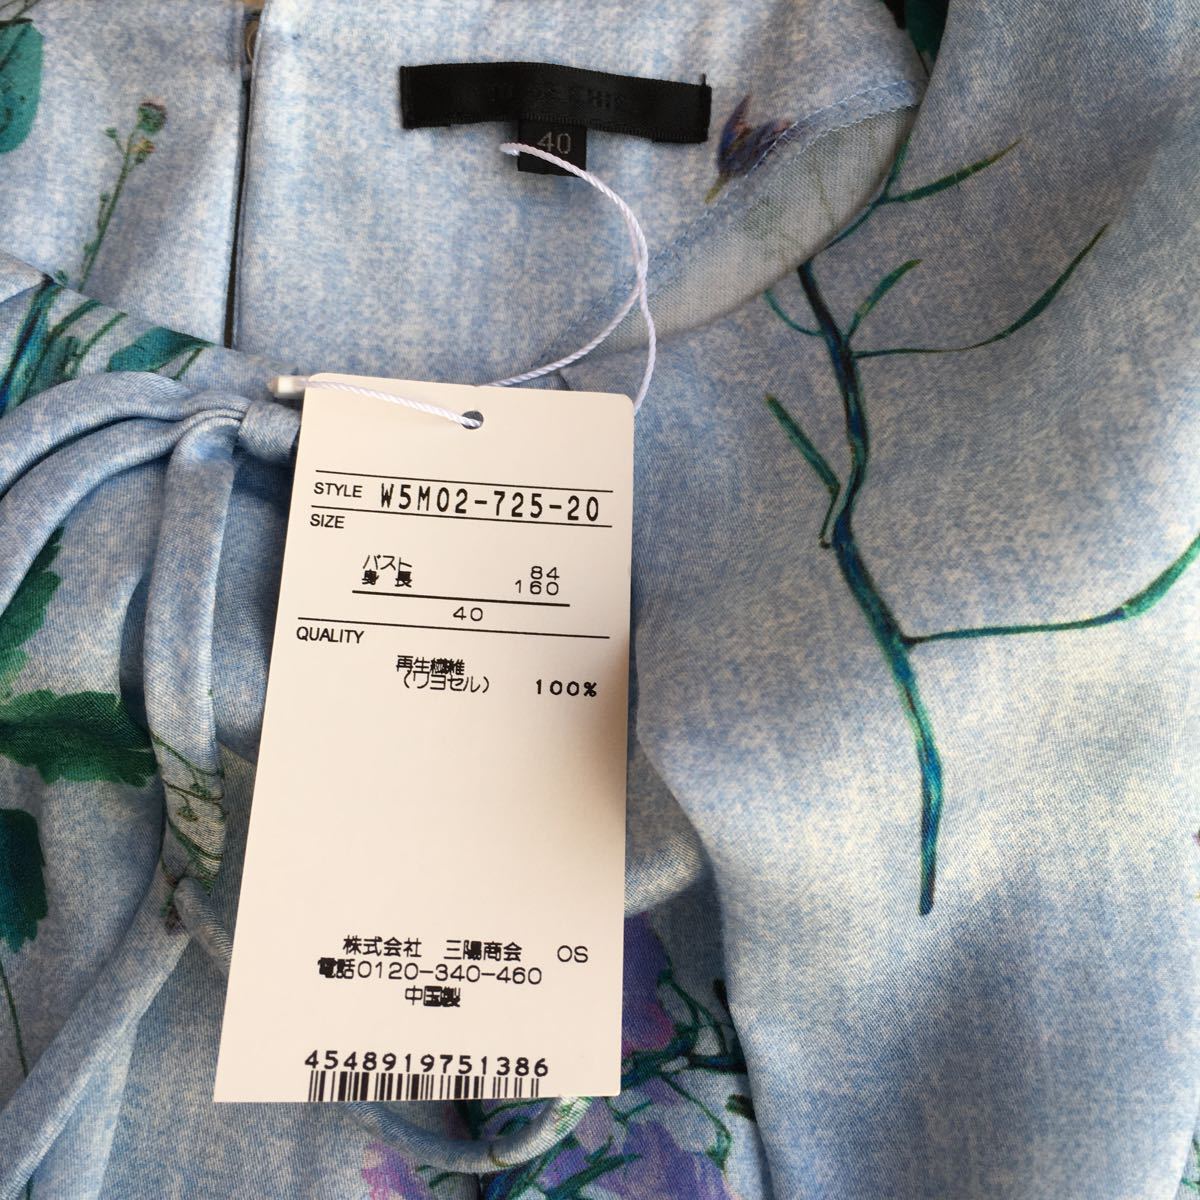 40
STYLE W5M02-725-20
SIZE
バスト 84
身長 160
40
QUALITY
再生繊維
(リヨセル) 100%
株式会社 三陽商会 OS
電話0120-340-460
中国製
4548919751386